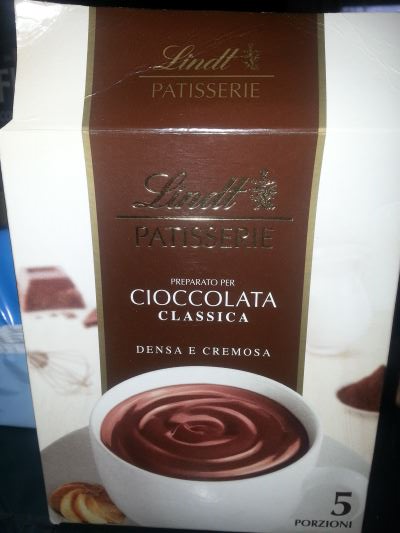 Lindt
PATISSERIE
Lindt
PATISSERIE
PREPARATO PER
CIOCCOLATA
CLASSICA
DENSA E CREMOSA
5
PORZIONI